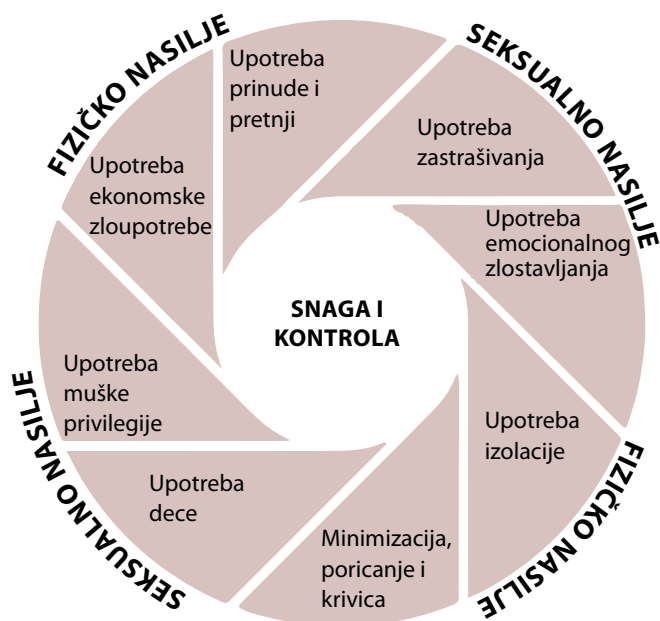 FIZIČKO NASILJE
SEKSUALNO NASILJE
Upotreba
prinude i
pretnji
Upotreba
zastrašivanja
Upotreba
emocionalnog
zlostavljanja
Upotreba
izolacije
Minimizacija,
poricanje i
krivica
Upotreba
dece
Upotreba
muške
privilegije
Upotreba
ekonomske
zloupotrebe
SNAGA I
KONTROLA
SEKSUALNO NASILJE
FIZIČKO NASILJE